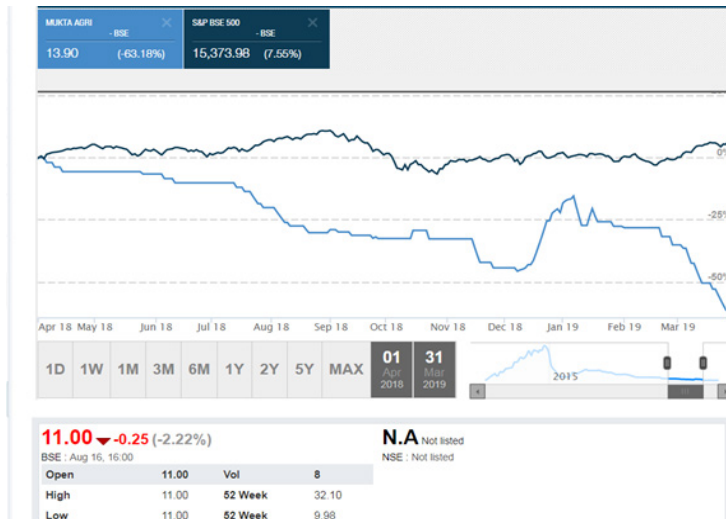 MUKTA AGRI
- BSE
13.90 (-63.18%)
S&P BSE 500
- BSE
15,373.98 (7.55%)
0%
-25%
-50%
Apr 18 May 18 Jun 18 Jul 18 Aug 18 Sep 18 Oct 18 Nov 18 Dec 18 Jan 19 Feb 19 Mar 19
1D 1W 1M 3M 6M 1Y 2Y 5Y MAX
01 Apr 2018
31 Mar 2019
2015
11.00 -0.25 (-2.22%)
BSE : Aug 16, 16:00
N.A Not listed
NSE : Not listed
Open 11.00 Vol 8
High 11.00 52 Week 32.10
Low 11.00 52 Week 9.98